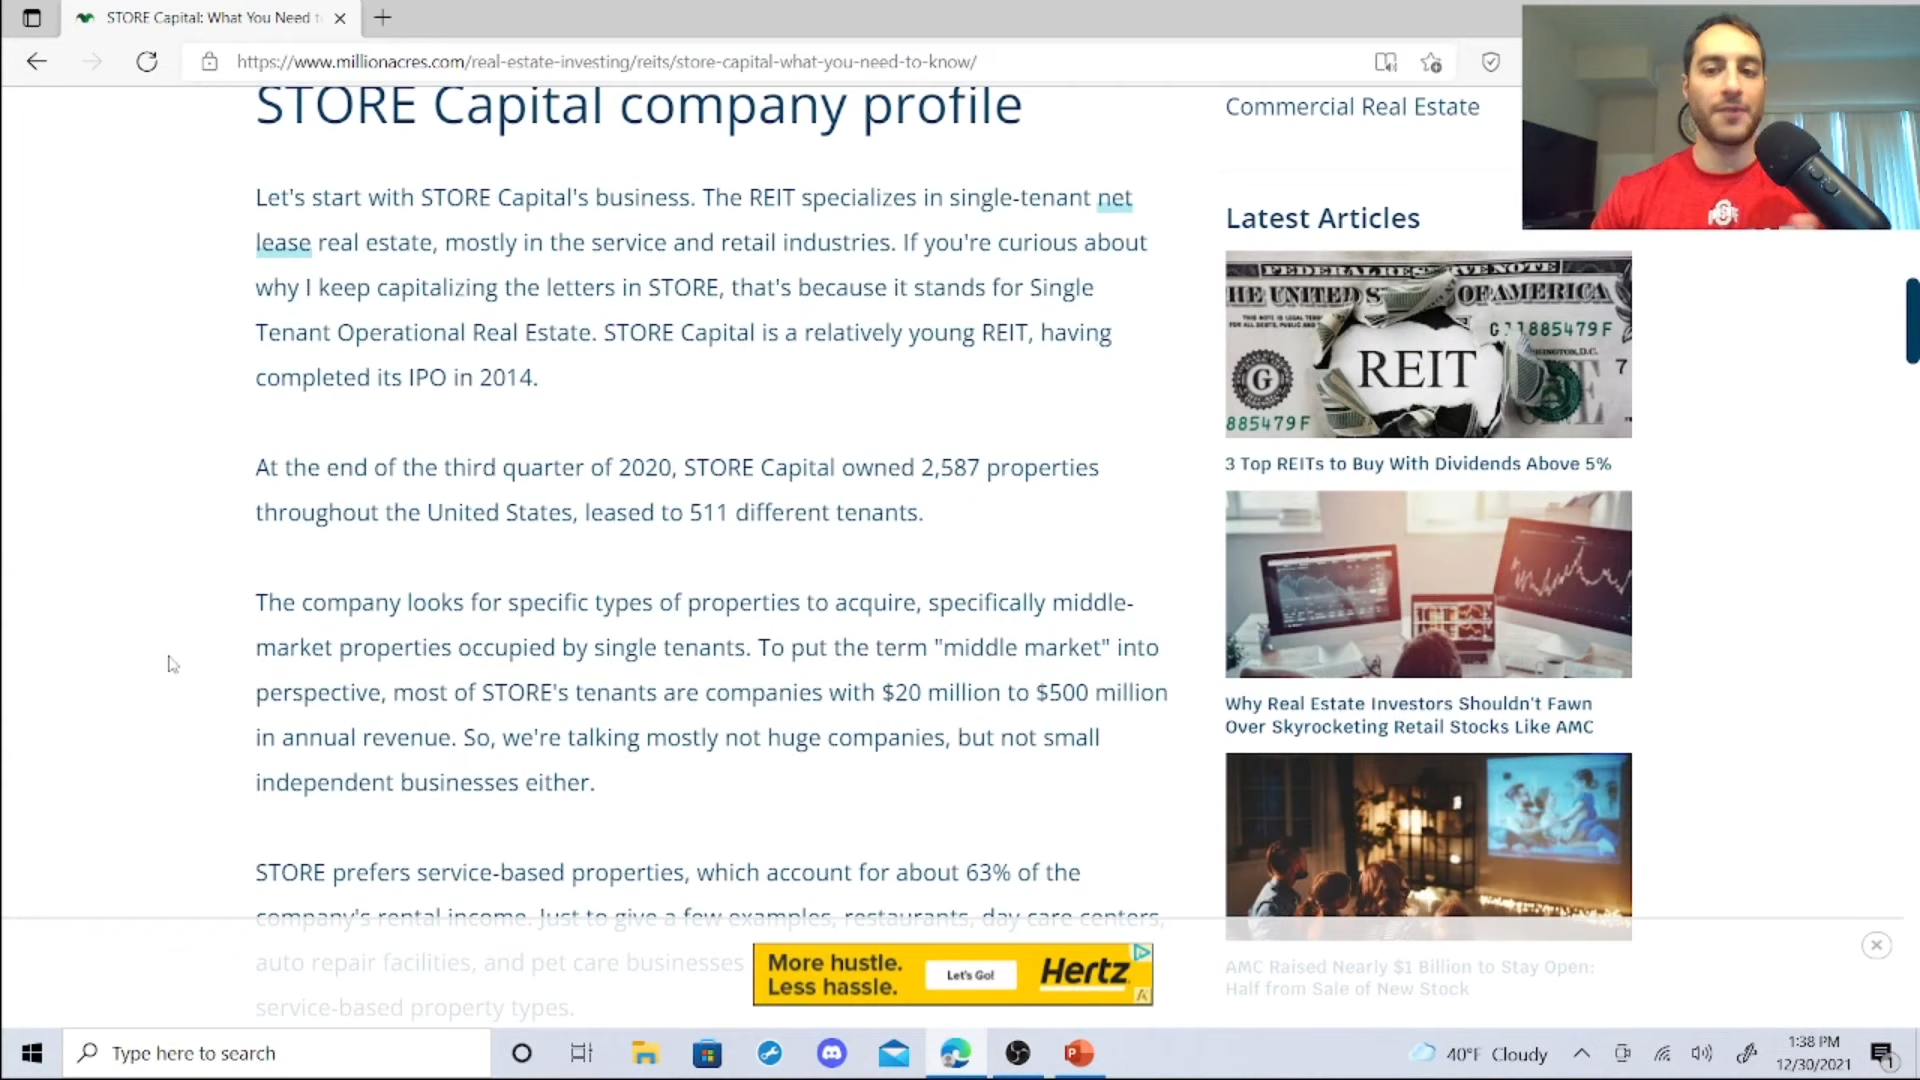 STORE Capital: What You Need t
https://www.millionacres.com/real-estate-investing/reits/store-capital-what-you-need-to-know/
STORE Capital company profile
Let's start with STORE Capital's business. The REIT specializes in single-tenant net
lease real estate, mostly in the service and retail industries. If you're curious about
why I keep capitalizing the letters in STORE, that's because it stands for Single
Tenant Operational Real Estate. STORE Capital is a relatively young REIT, having
completed its IPO in 2014.
At the end of the third quarter of 2020, STORE Capital owned 2,587 properties
throughout the United States, leased to 511 different tenants.
The company looks for specific types of properties to acquire, specifically middle-
market properties occupied by single tenants. To put the term "middle market" into
perspective, most of STORE's tenants are companies with $20 million to $500 million
in annual revenue. So, we're talking mostly not huge companies, but not small
independent businesses either.
STORE prefers service-based properties, which account for about 63% of the
company's rental income. Just to give a few examples, restaurants, day care centers,
auto repair facilities, and pet care businesses
service-based property types.
Commercial Real Estate
Latest Articles
FEDERAL RESERVE NOTE
THE UNITED S OF AMERICA
G 11885479 F
REIT
G
7
885479 F
3 Top REITs to Buy With Dividends Above 5%
Why Real Estate Investors Shouldn't Fawn
Over Skyrocketing Retail Stocks Like AMC
AMC Raised Nearly $1 Billion to Stay Open:
Half from Sale of New Stock
More hustle.
Less hassle.
Let's Go!
Hertz
Type here to search
40°F Cloudy
1:38 PM
12/30/2021
1